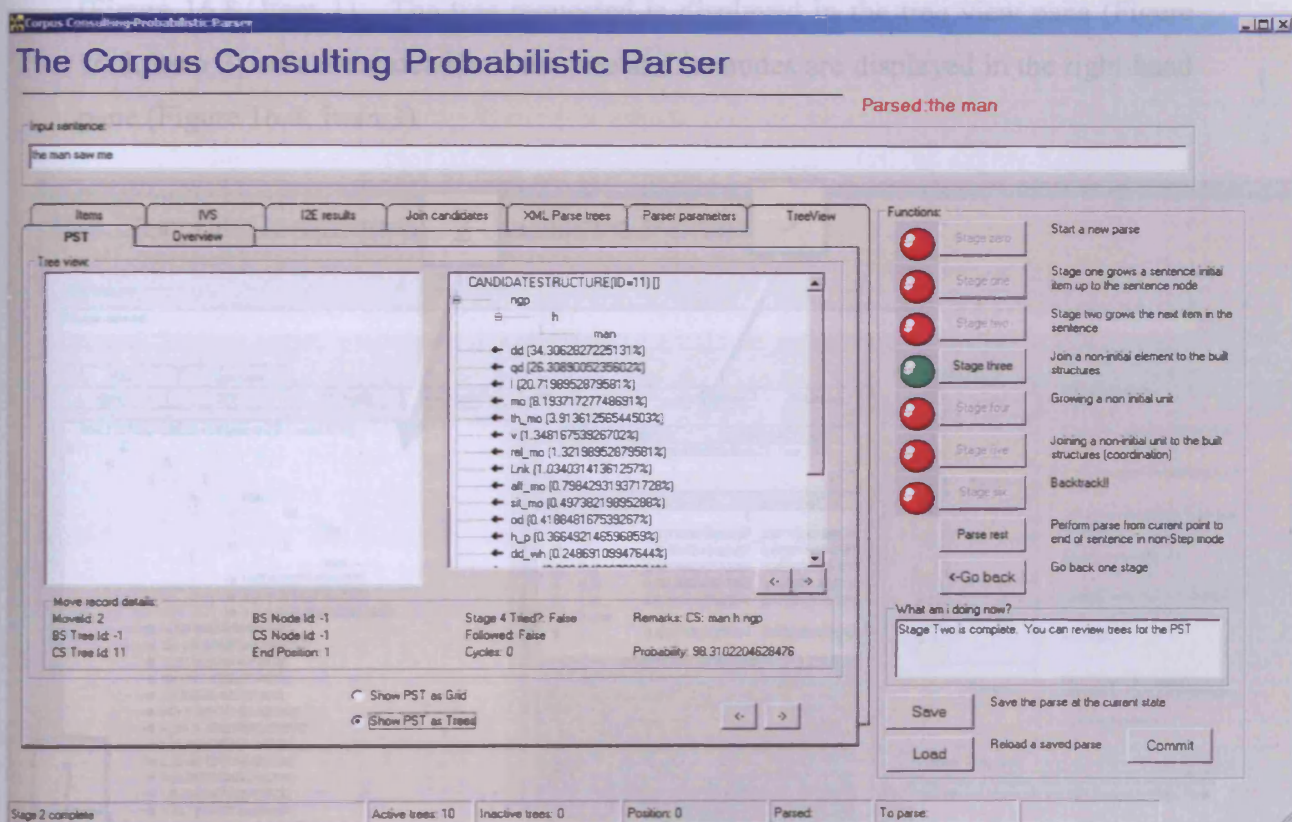 Corpus Consulting Probabilistic Parser
The Corpus Consulting Probabilistic Parser
Parsed:the man
Input sentence:
the man saw me
Items
IVS
I2E results
Join candidates
XML Parse trees
Parser parameters
TreeView
PST
Overview
Tree view:
CANDIDATESTRUCTURE(ID=11) []
ngp
h
man
dd (34.3062827225131%)
qd (26.3089005235602%)
l (20.7198952879581%)
mo (8.19371727748691%)
th_mo (3.91361256544503%)
v (1.34816753926702%)
rel_mo (1.32198952879581%)
Lnk (1.03403141361257%)
aff_mo (0.798429319371728%)
sit_mo (0.49738219895288%)
od (0.418848167539267%)
h_p (0.366492146596859%)
dd_wh (0.24869109947644%)
<- ->
Move record details:
MoveId: 2
BS Node Id: -1
Stage 4 Tried?: False
Remarks: CS: man h ngp
BS Tree Id: -1
CS Node Id: -1
Followed: False
CS Tree Id: 11
End Position: 1
Cycles: 0
Probability: 98.3102204628476
Show PST as Grid
Show PST as Trees
<- ->
Functions:
Stage zero
Start a new parse
Stage one
Stage one grows a sentence initial
item up to the sentence node
Stage two
Stage two grows the next item in the
sentence
Stage three
Join a non-initial element to the built
structures
Stage four
Growing a non initial unit
Stage five
Joining a non-initial unit to the built
structures (coordination)
Stage six
Backtrack!!
Parse rest
Perform parse from current point to
end of sentence in non-Step mode
<-Go back
Go back one stage
What am i doing now?
Stage Two is complete. You can review trees for the PST
Save
Save the parse at the current state
Load
Reload a saved parse
Commit
Stage 2 complete
Active trees: 10
Inactive trees: 0
Position: 0
Parsed:
To parse: